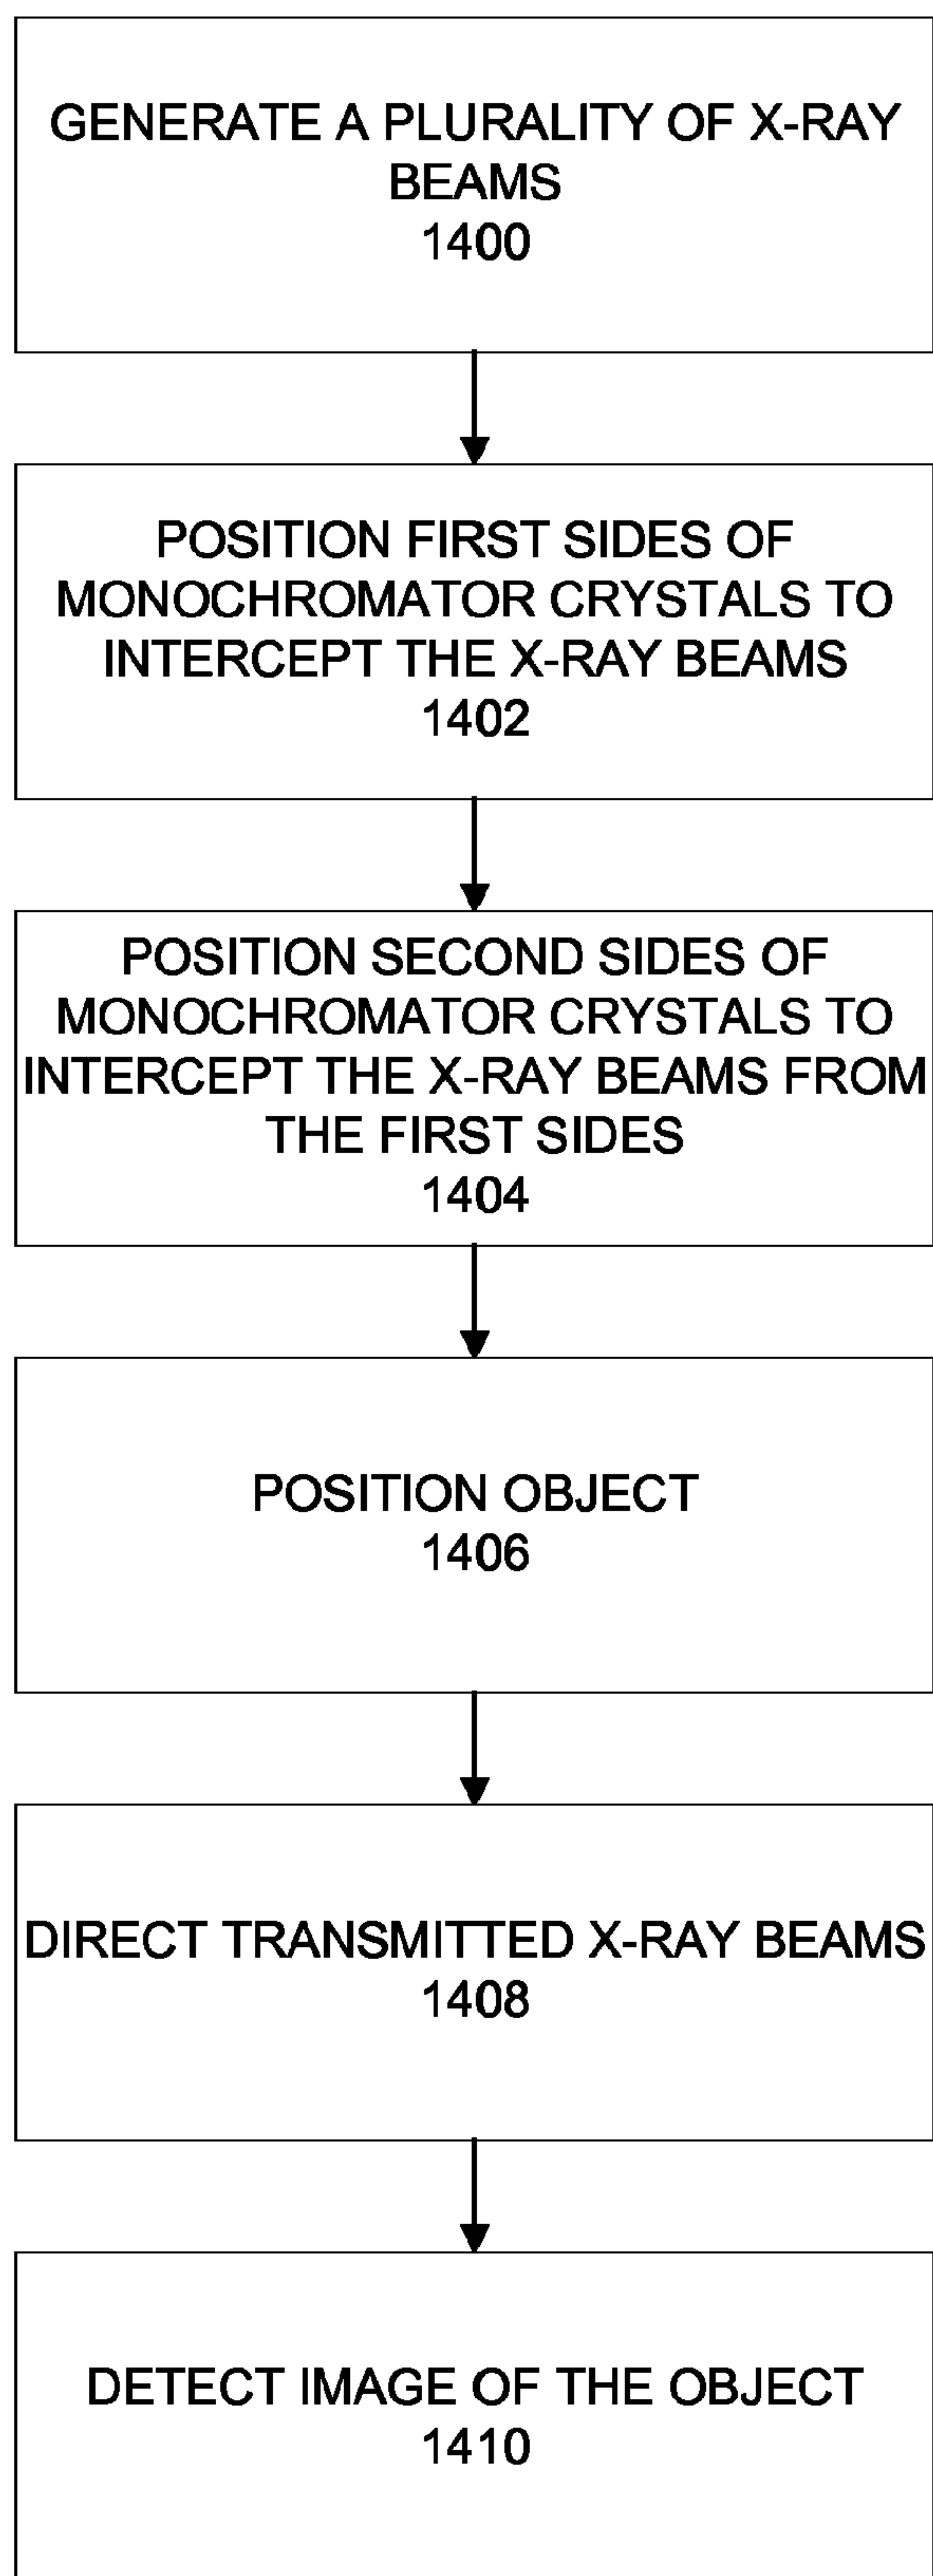 GENERATE A PLURALITY OF X-RAY
BEAMS
1400
POSITION FIRST SIDES OF
MONOCHROMATOR CRYSTALS TO
INTERCEPT THE X-RAY BEAMS
1402
POSITION SECOND SIDES OF
MONOCHROMATOR CRYSTALS TO
INTERCEPT THE X-RAY BEAMS FROM
THE FIRST SIDES
1404
POSITION OBJECT
1406
DIRECT TRANSMITTED X-RAY BEAMS
1408
DETECT IMAGE OF THE OBJECT
1410